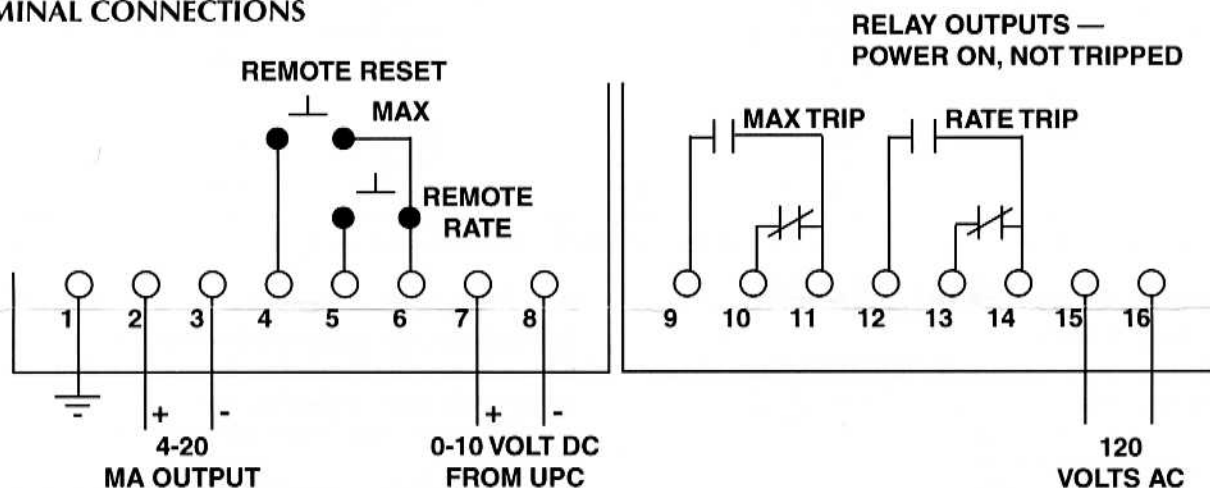 MINAL CONNECTIONS
RELAY OUTPUTS —
POWER ON, NOT TRIPPED
REMOTE RESET
MAX
MAX TRIP
RATE TRIP
REMOTE
RATE
1 2 3 4 5 6 7 8
9 10 11 12 13 14 15 16
- + - + -
4-20
MA OUTPUT
0-10 VOLT DC
FROM UPC
120
VOLTS AC